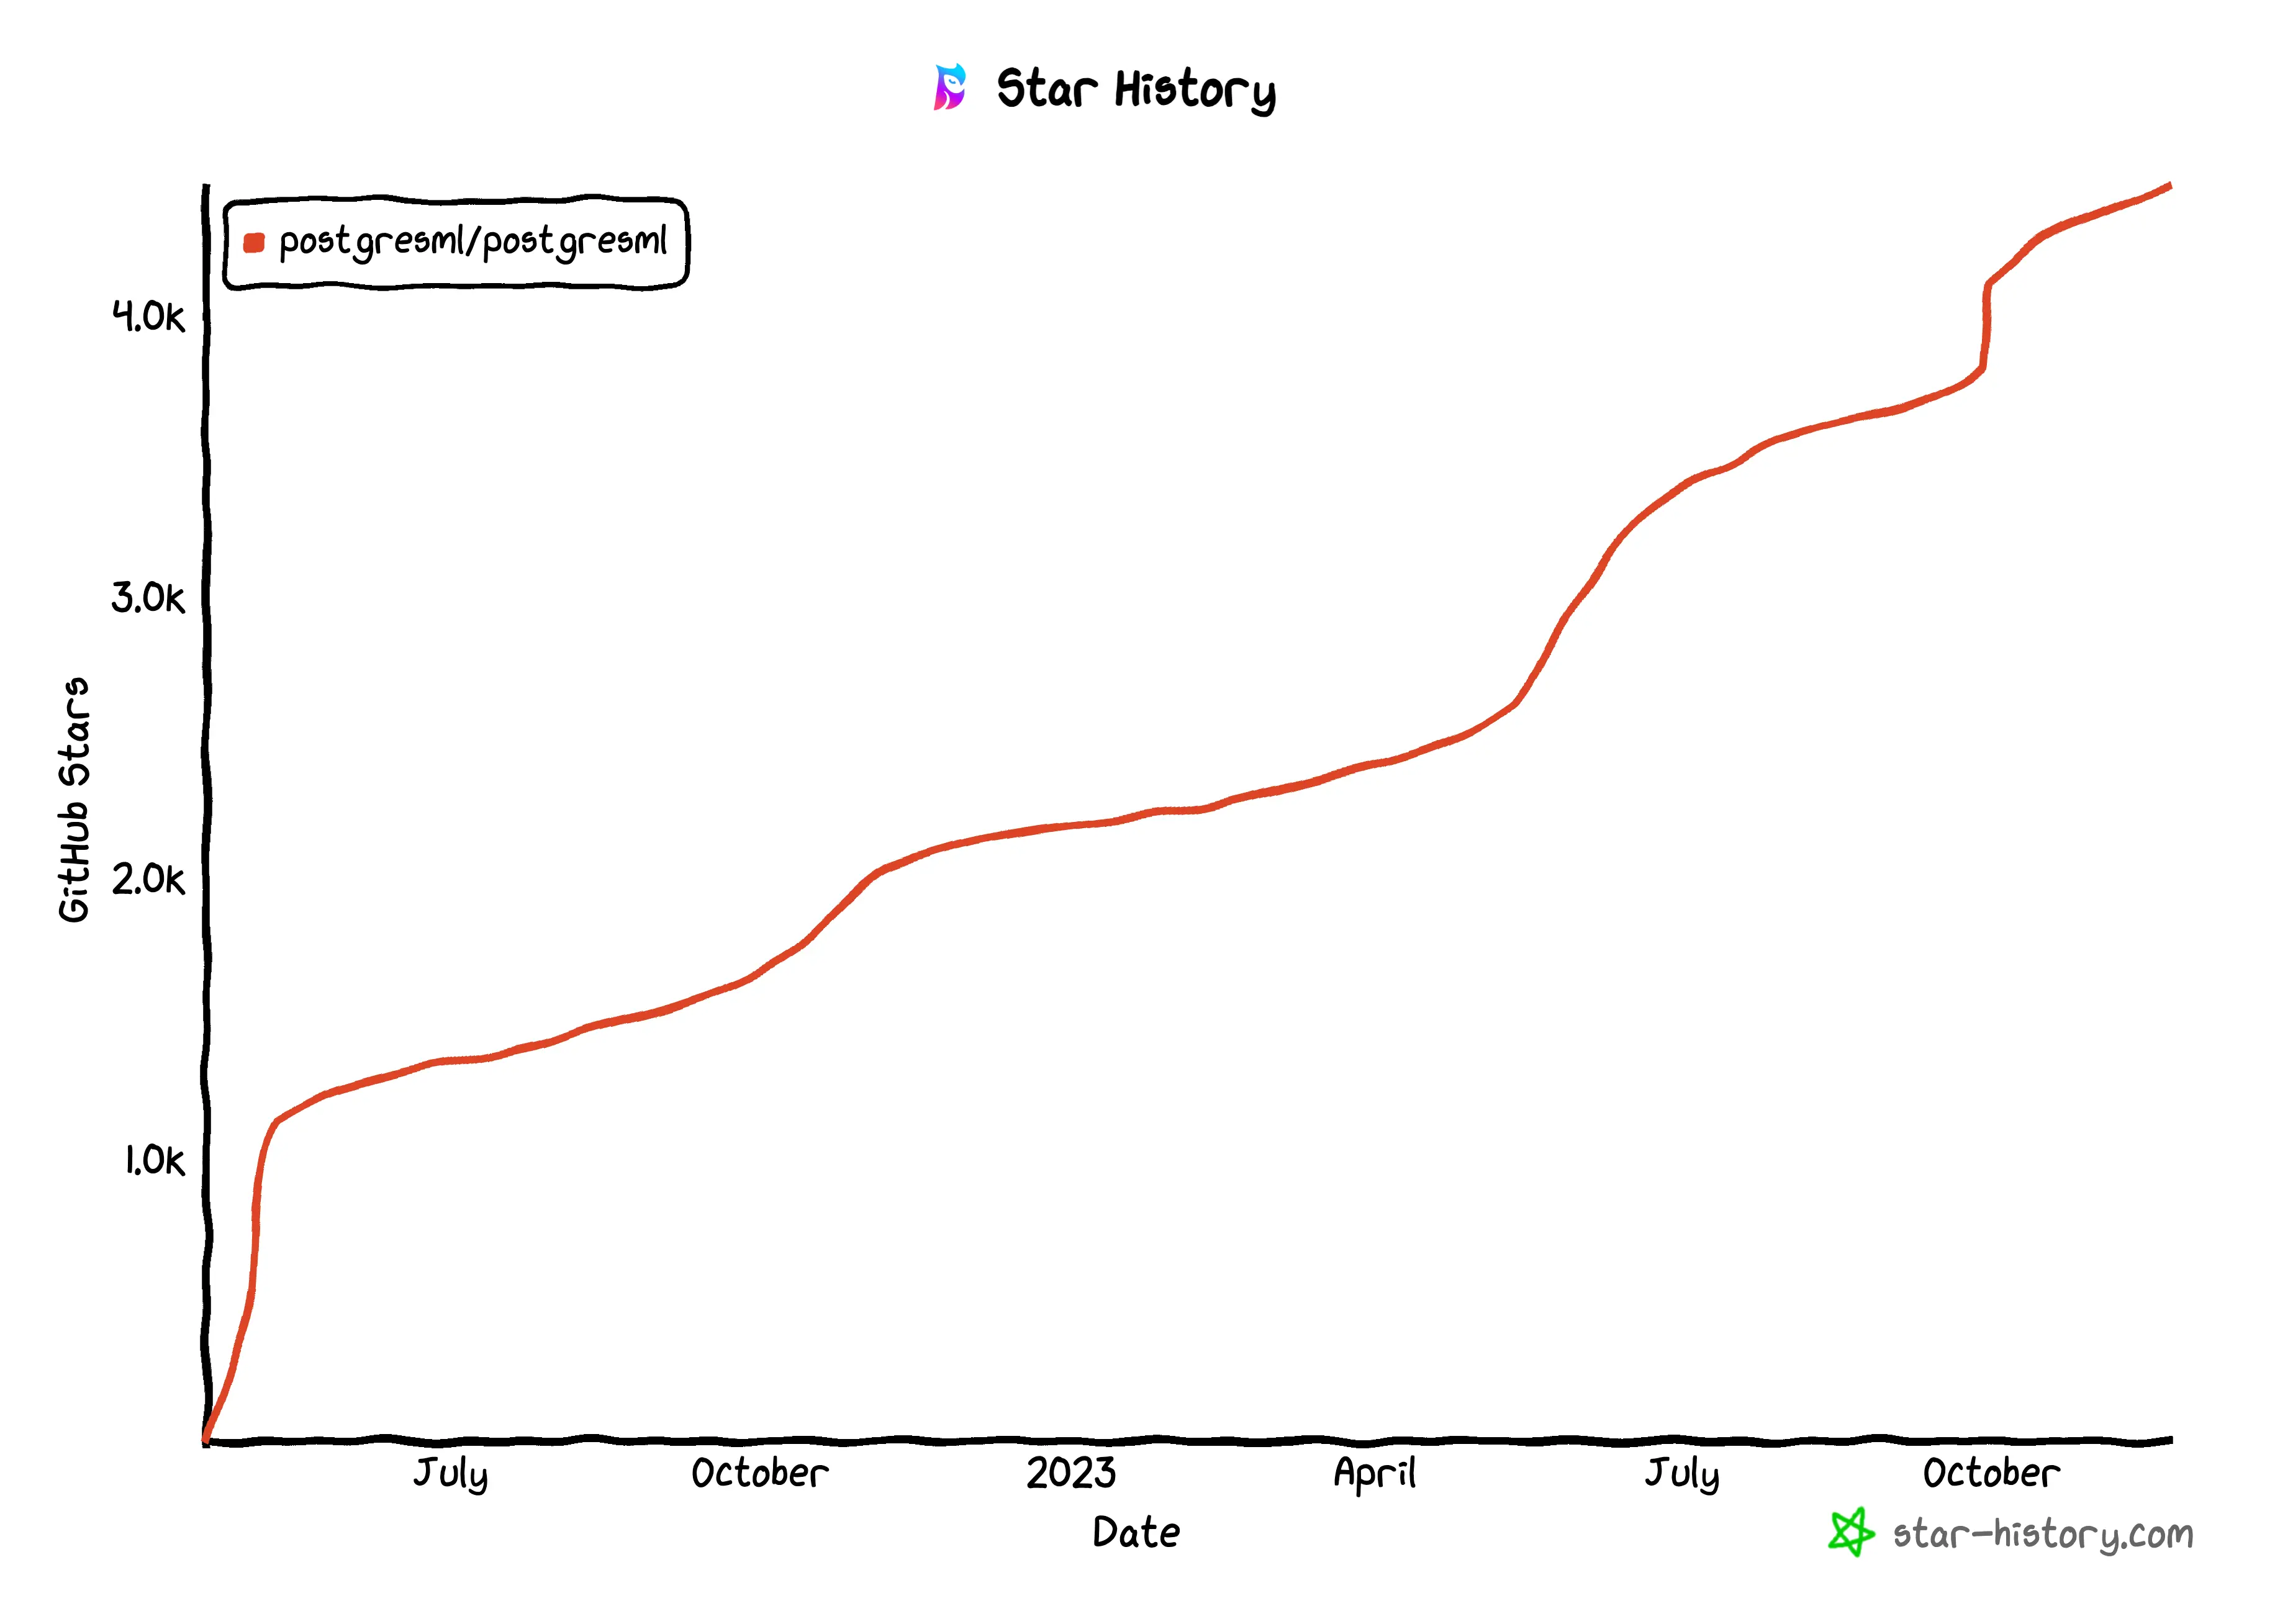 Star History
postgresml/postgresml
4.0K
3.0K
2.0K
1.0K
GitHub Stars
July October 2023 April July October
Date
star-history.com